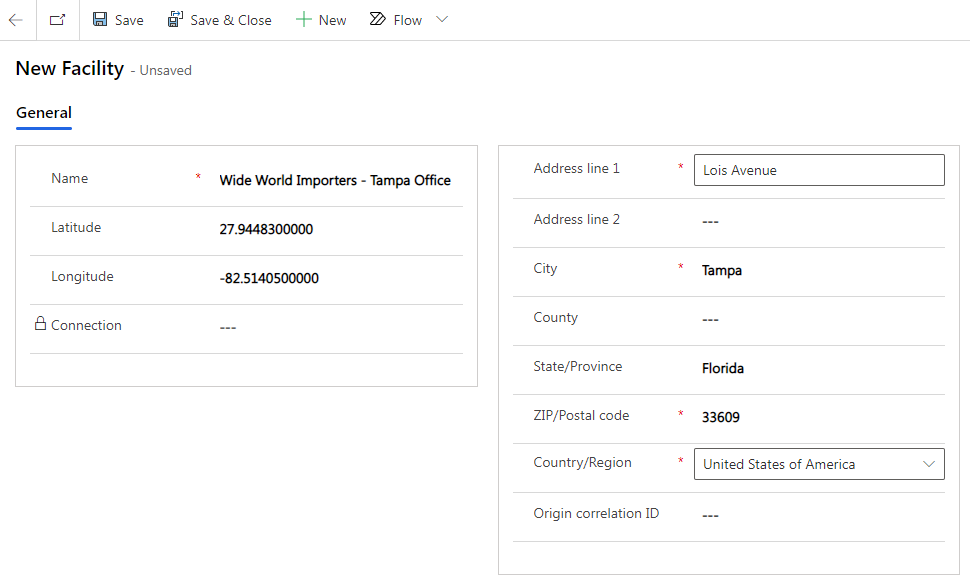 Save Save & Close New Flow
New Facility - Unsaved
General
Name * Wide World Importers - Tampa Office
Latitude 27.9448300000
Longitude -82.5140500000
Connection ---
Address line 1 * Lois Avenue
Address line 2 ---
City * Tampa
County ---
State/Province Florida
ZIP/Postal code * 33609
Country/Region * United States of America
Origin correlation ID ---